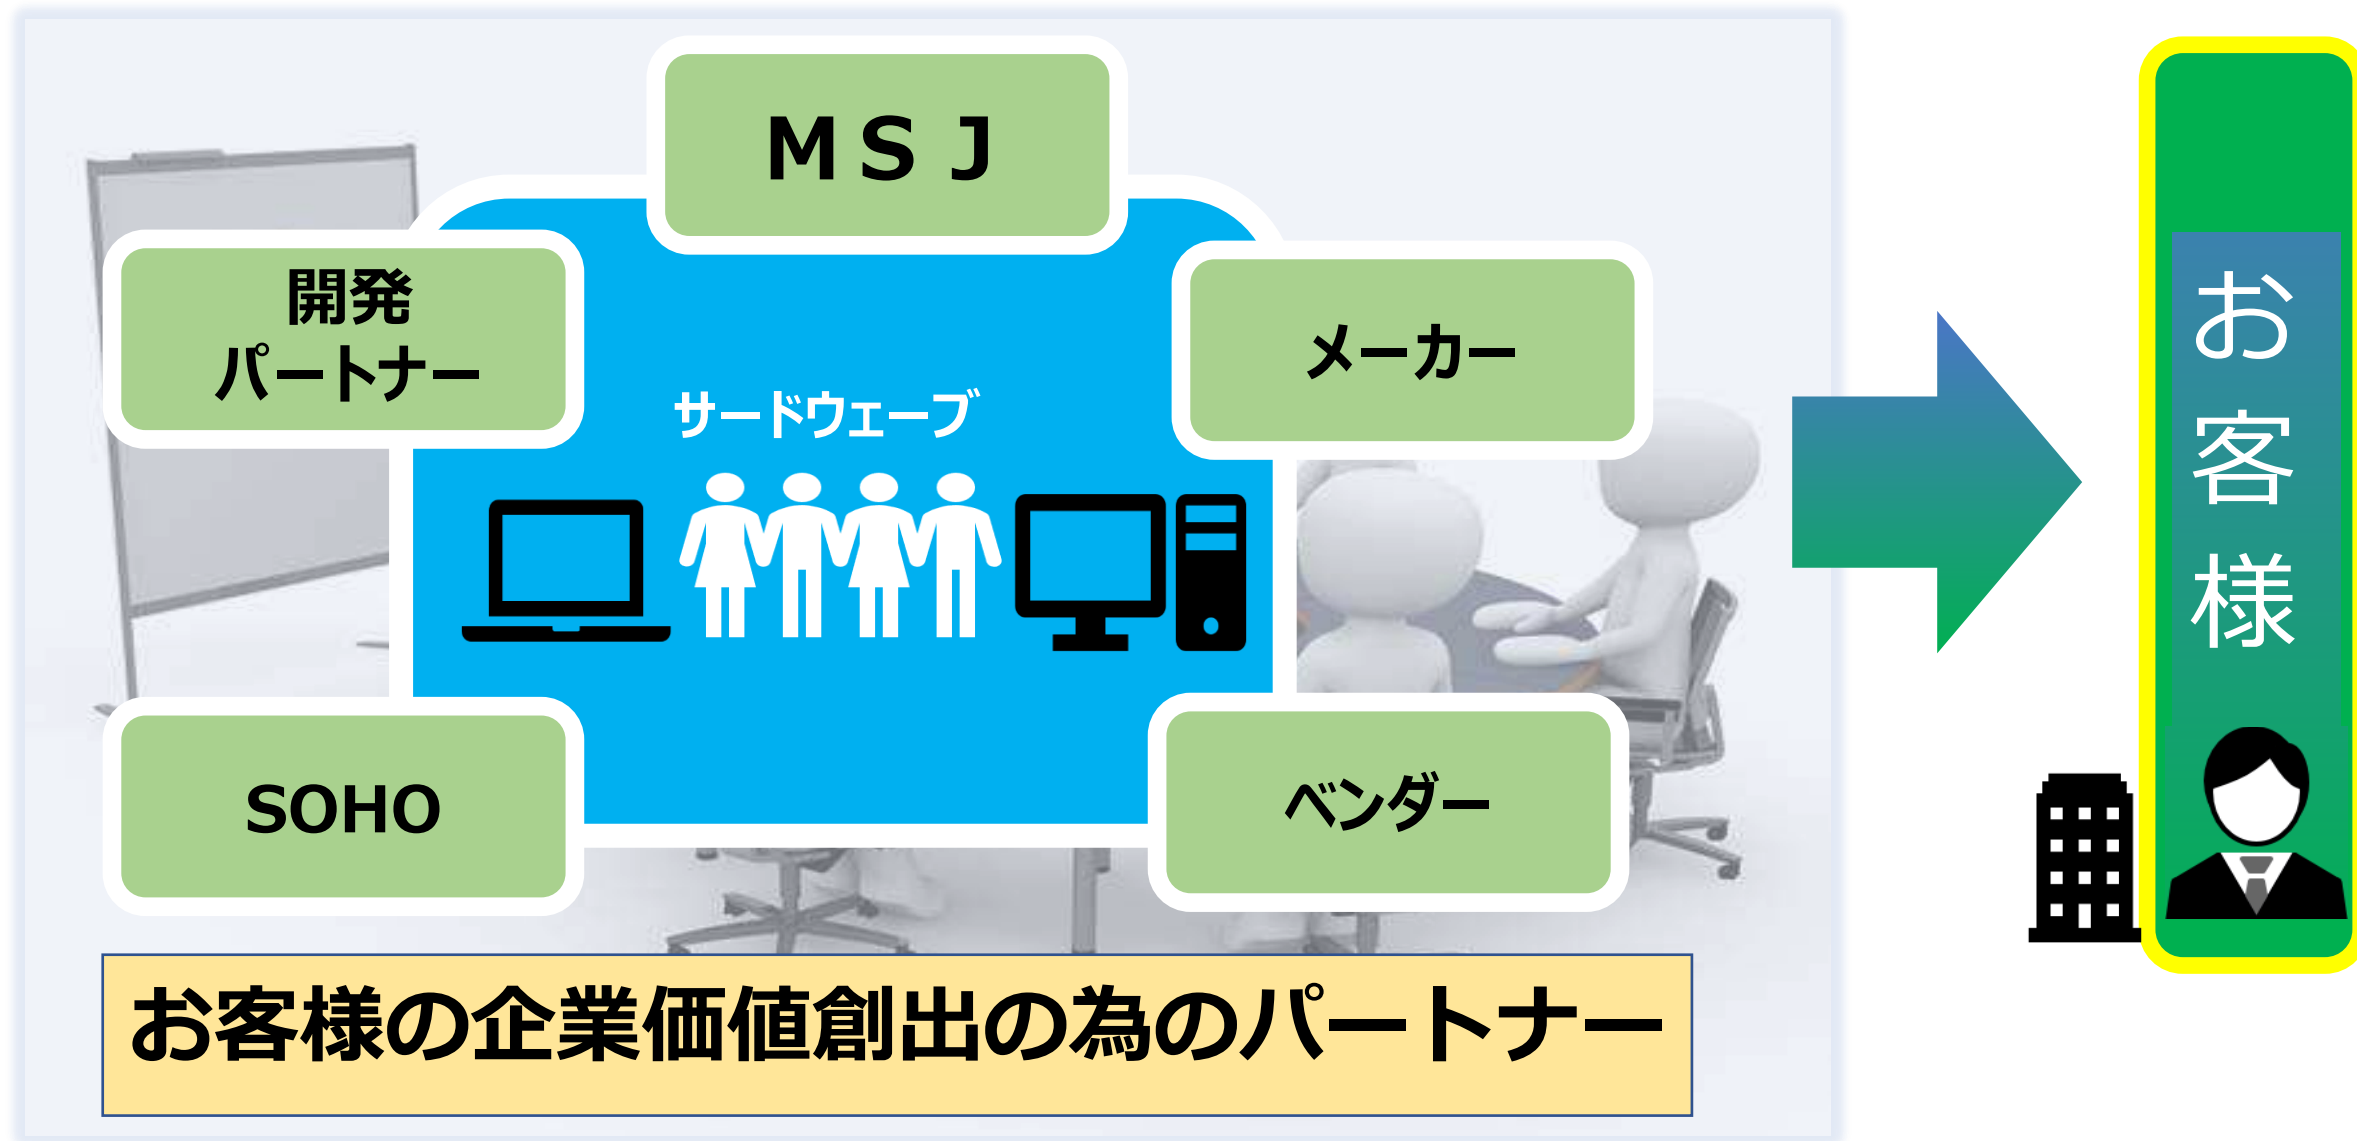 ＭＳＪ
開発
パートナー
メーカー
サードウェーブ
SOHO
ベンダー
お客様の企業価値創出の為のパートナー
お客様